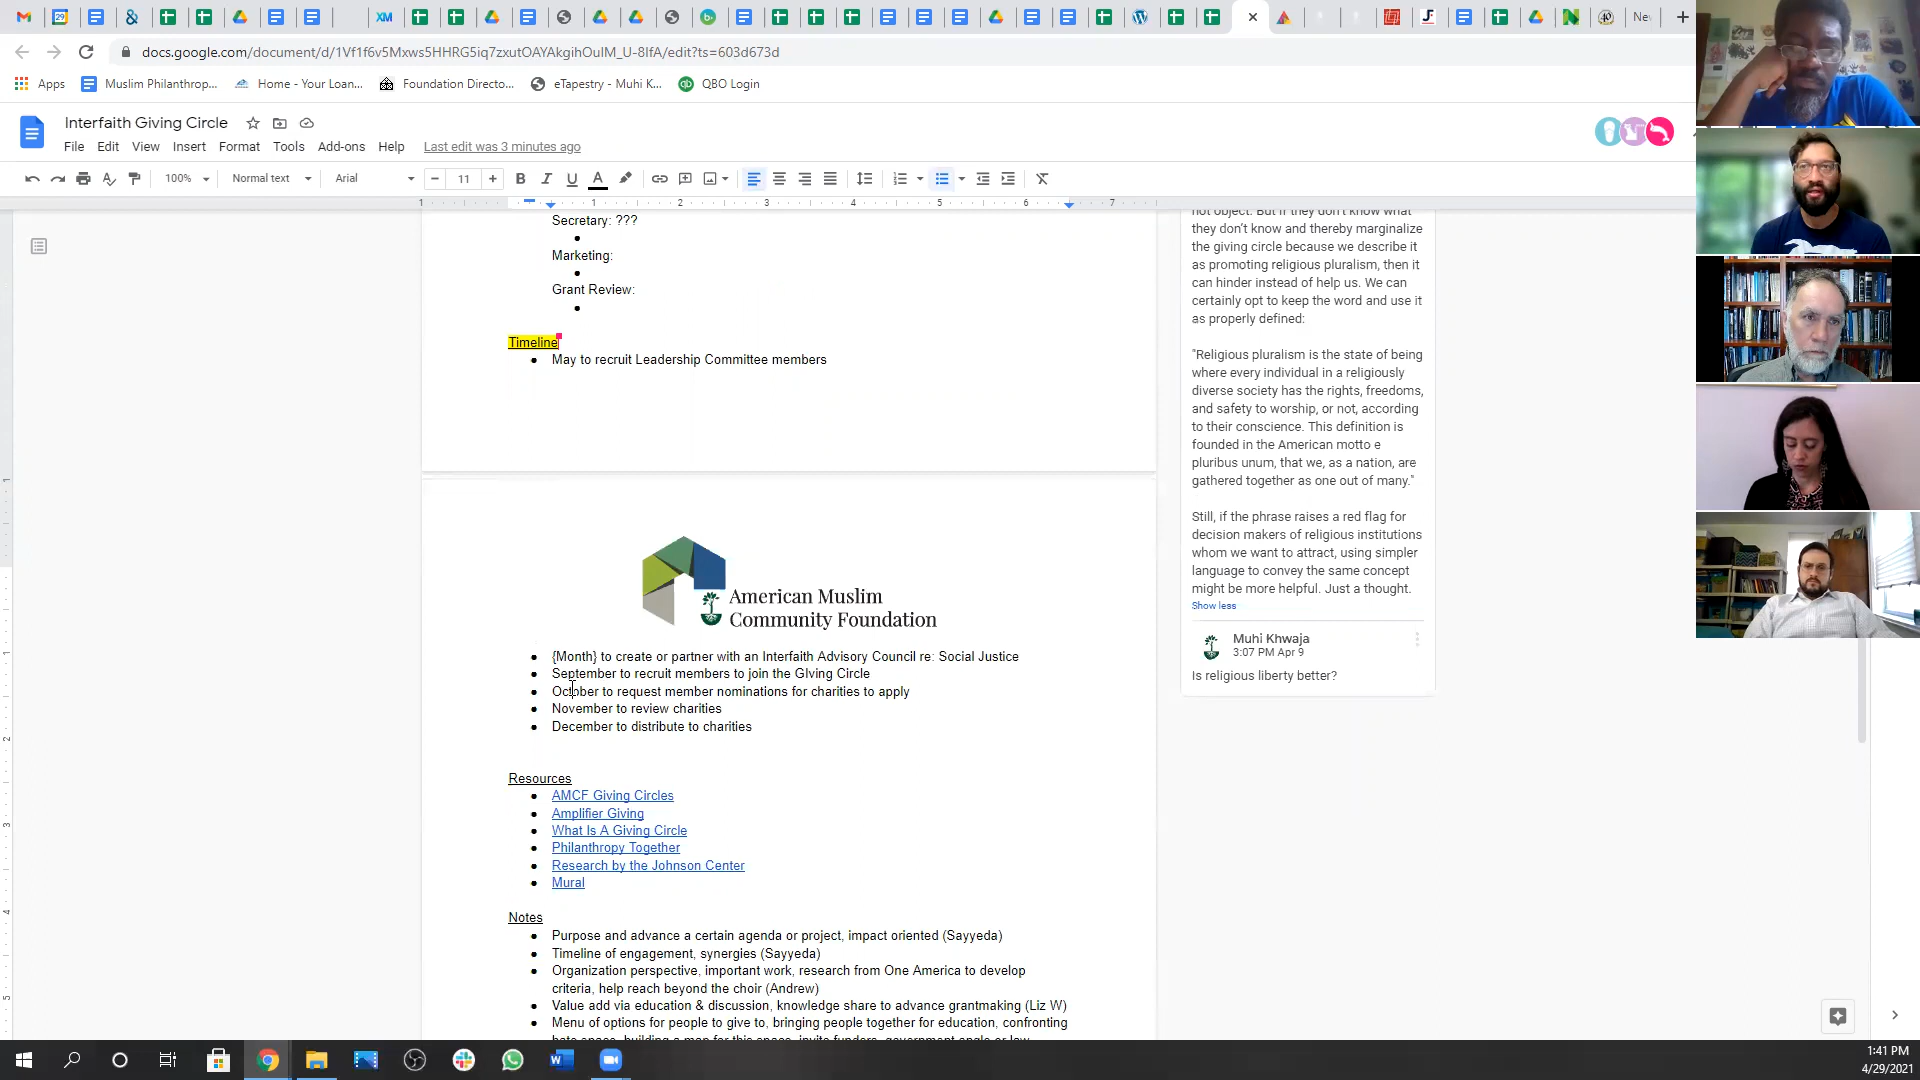 docs.google.com/document/d/1Vf1f6v5Mxws5HHRG5iq7zxutOAYAkgihOuIM_U-8IfA/edit?ts=603d673d
Apps
Muslim Philanthrop...
Home - Your Loan...
Foundation Directo...
eTapestry - Muhi K...
QBO Login
Interfaith Giving Circle
File Edit View Insert Format Tools Add-ons Help Last edit was 3 minutes ago
100% Normal text Arial 11
1 1 2 3 4 5 6 7
Secretary: ???
Marketing:
Grant Review:
Timeline
May to recruit Leadership Committee members
American Muslim
Community Foundation
{Month} to create or partner with an Interfaith Advisory Council re: Social Justice
September to recruit members to join the GIving Circle
October to request member nominations for charities to apply
November to review charities
December to distribute to charities
Resources
AMCF Giving Circles
Amplifier Giving
What Is A Giving Circle
Philanthropy Together
Research by the Johnson Center
Mural
Notes
Purpose and advance a certain agenda or project, impact oriented (Sayyeda)
Timeline of engagement, synergies (Sayyeda)
Organization perspective, important work, research from One America to develop
criteria, help reach beyond the choir (Andrew)
Value add via education & discussion, knowledge share to advance grantmaking (Liz W)
Menu of options for people to give to, bringing people together for education, confronting
not object. But if they don't know what
they don't know and thereby marginalize
the giving circle because we describe it
as promoting religious pluralism, then it
can hinder instead of help us. We can
certainly opt to keep the word and use it
as properly defined:
"Religious pluralism is the state of being
where every individual in a religiously
diverse society has the rights, freedoms,
and safety to worship, or not, according
to their conscience. This definition is
founded in the American motto e
pluribus unum, that we, as a nation, are
gathered together as one out of many."
Still, if the phrase raises a red flag for
decision makers of religious institutions
whom we want to attract, using simpler
language to convey the same concept
might be more helpful. Just a thought.
Show less
Muhi Khwaja
3:07 PM Apr 9
Is religious liberty better?
1:41 PM
4/29/2021